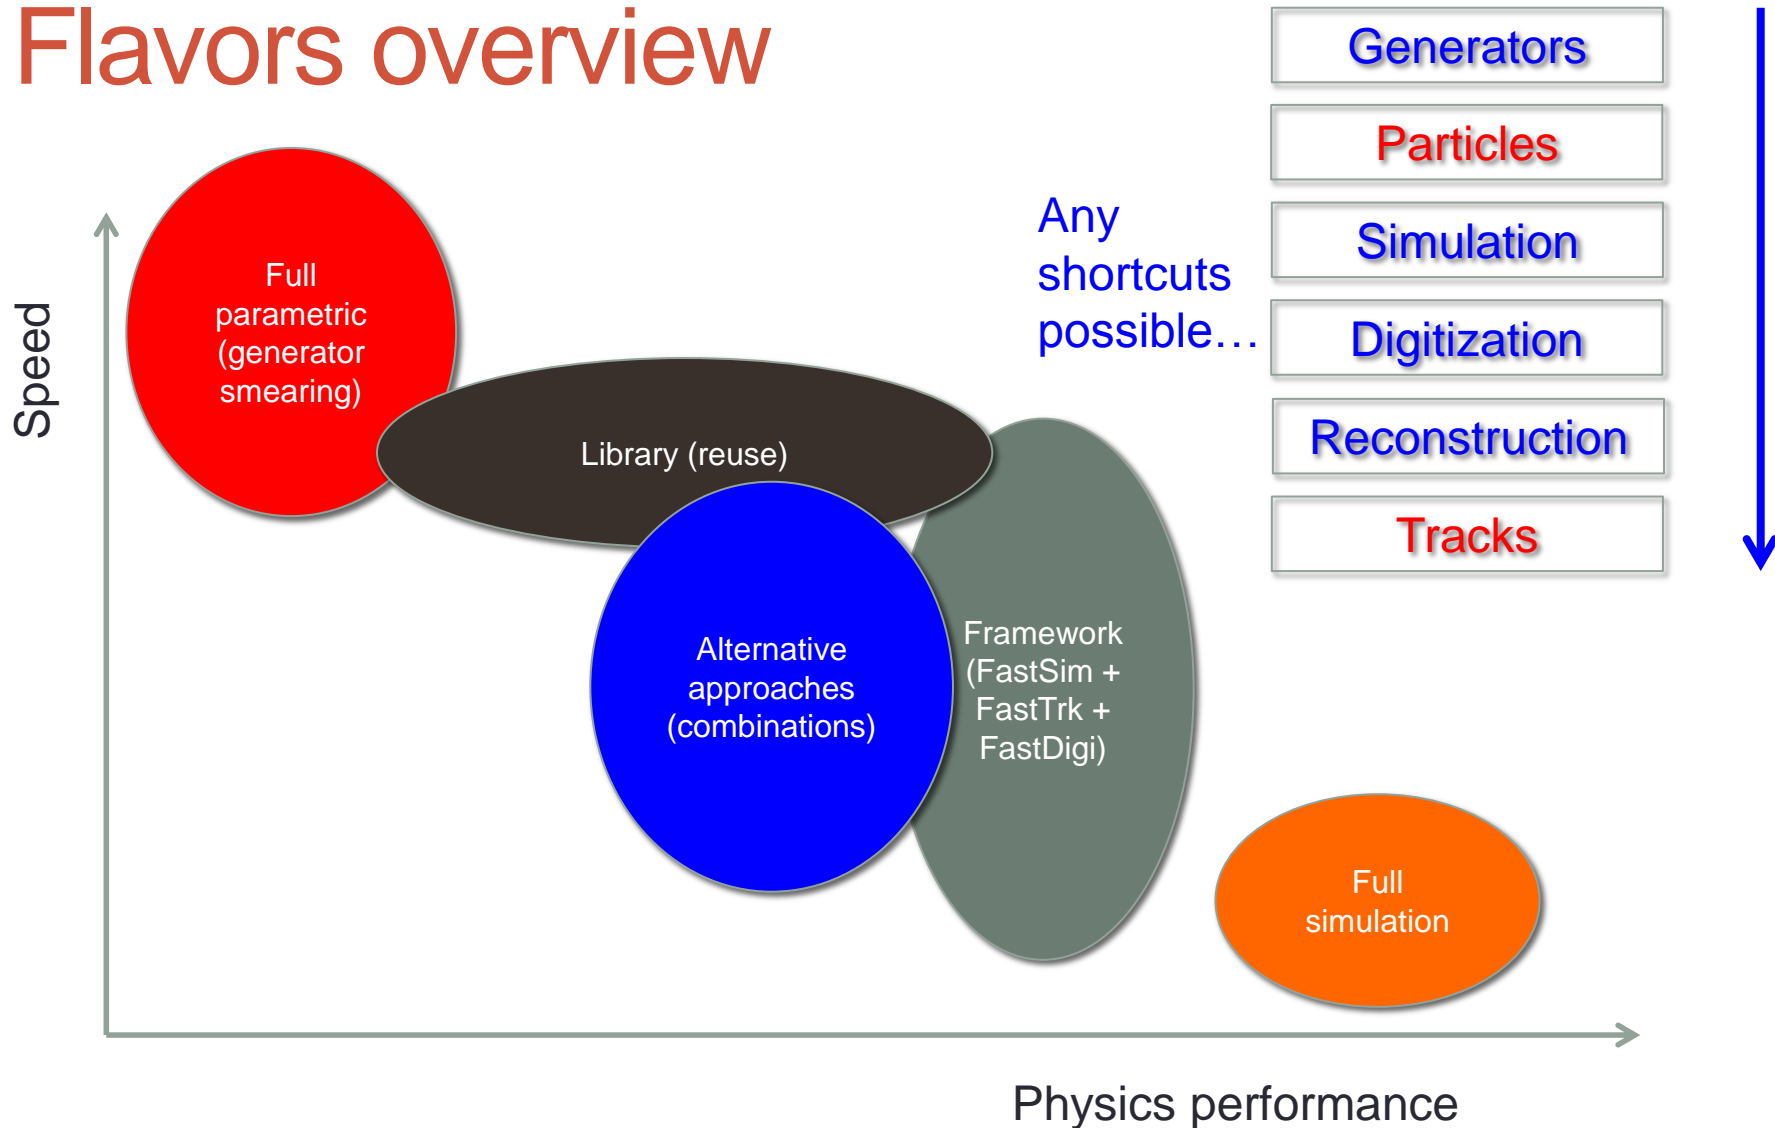 Flavors overview
Generators
Particles
Simulation
Digitization
Reconstruction
Tracks
Any
shortcuts
possible…
Speed
Full
parametric
(generator
smearing)
Library (reuse)
Alternative
approaches
(combinations)
Framework
(FastSim +
FastTrk +
FastDigi)
Full
simulation
Physics performance